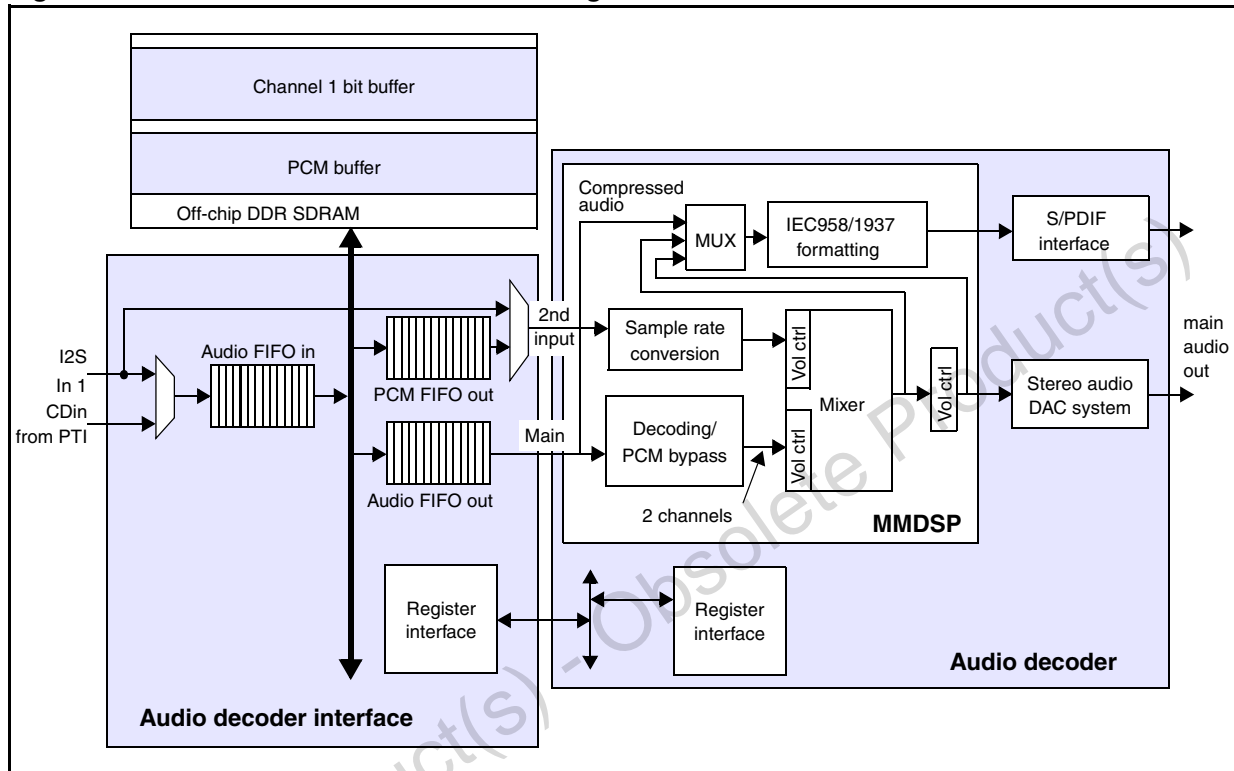 Channel 1 bit buffer
PCM buffer
Off-chip DDR SDRAM
Compressed
audio
MUX
IEC958/1937
formatting
S/PDIF
interface
I2S
In 1
CDin
from PTI
Audio FIFO in
PCM FIFO out
2nd
input
Sample rate
conversion
Vol ctrl
Mixer
Vol ctrl
Vol ctrl
Stereo audio
DAC system
main
audio
out
Audio FIFO out
Main
Decoding/
PCM bypass
2 channels
MMDSP
Register
interface
Register
interface
Audio decoder
Audio decoder interface
uct(s) - Obsolete Product(s)